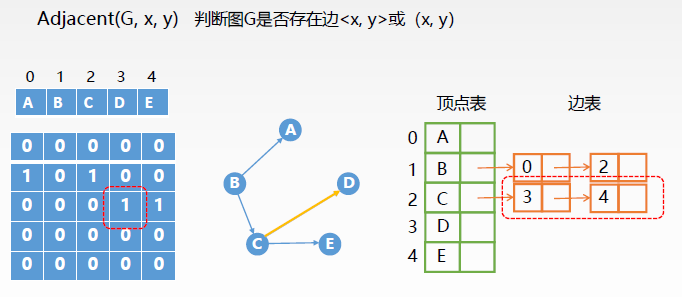 Adjacent(G, x, y) 判断图G是否存在边<x, y>或（x, y）
0 1 2 3 4
A B C D E
0 0 0 0 0
1 0 1 0 0
0 0 0 1 1
0 0 0 0 0
0 0 0 0 0
A
B
D
C
E
顶点表 边表
0 A
1 B 0 2
2 C 3 4
3 D
4 E